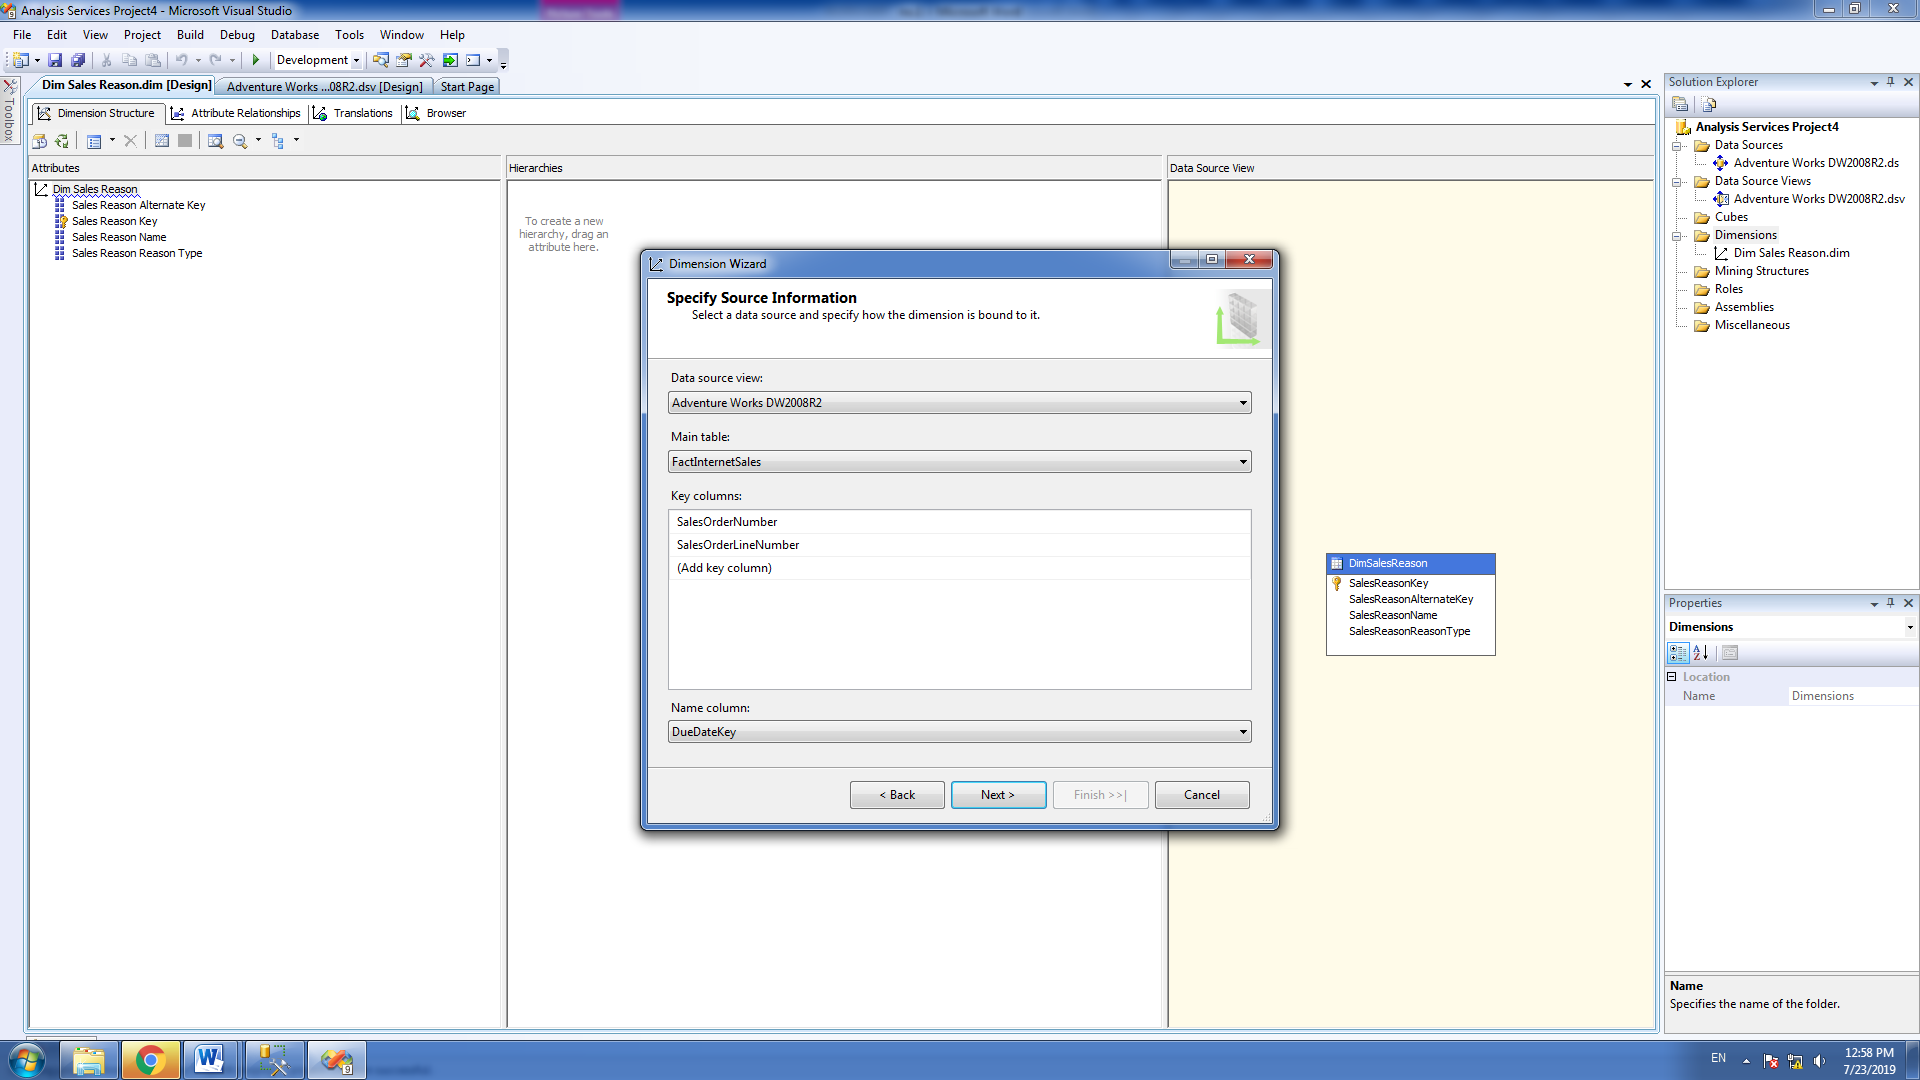 Analysis Services Project4 - Microsoft Visual Studio
File Edit View Project Build Debug Database Tools Window Help
Development
Toolbox
Dim Sales Reason.dim [Design] Adventure Works ...08R2.dsv [Design] Start Page
Dimension Structure Attribute Relationships Translations Browser
Attributes
Dim Sales Reason
Sales Reason Alternate Key
Sales Reason Key
Sales Reason Name
Sales Reason Reason Type
Hierarchies
To create a new
hierarchy, drag an
attribute here.
Data Source View
DimSalesReason
SalesReasonKey
SalesReasonAlternateKey
SalesReasonName
SalesReasonReasonType
Dimension Wizard
Specify Source Information
Select a data source and specify how the dimension is bound to it.
Data source view:
Adventure Works DW2008R2
Main table:
FactInternetSales
Key columns:
SalesOrderNumber
SalesOrderLineNumber
(Add key column)
Name column:
DueDateKey
< Back Next > Finish >>| Cancel
Solution Explorer
Analysis Services Project4
Data Sources
Adventure Works DW2008R2.ds
Data Source Views
Adventure Works DW2008R2.dsv
Cubes
Dimensions
Dim Sales Reason.dim
Mining Structures
Roles
Assemblies
Miscellaneous
Properties
Dimensions
Location
Name Dimensions
Name
Specifies the name of the folder.
EN
12:58 PM
7/23/2019